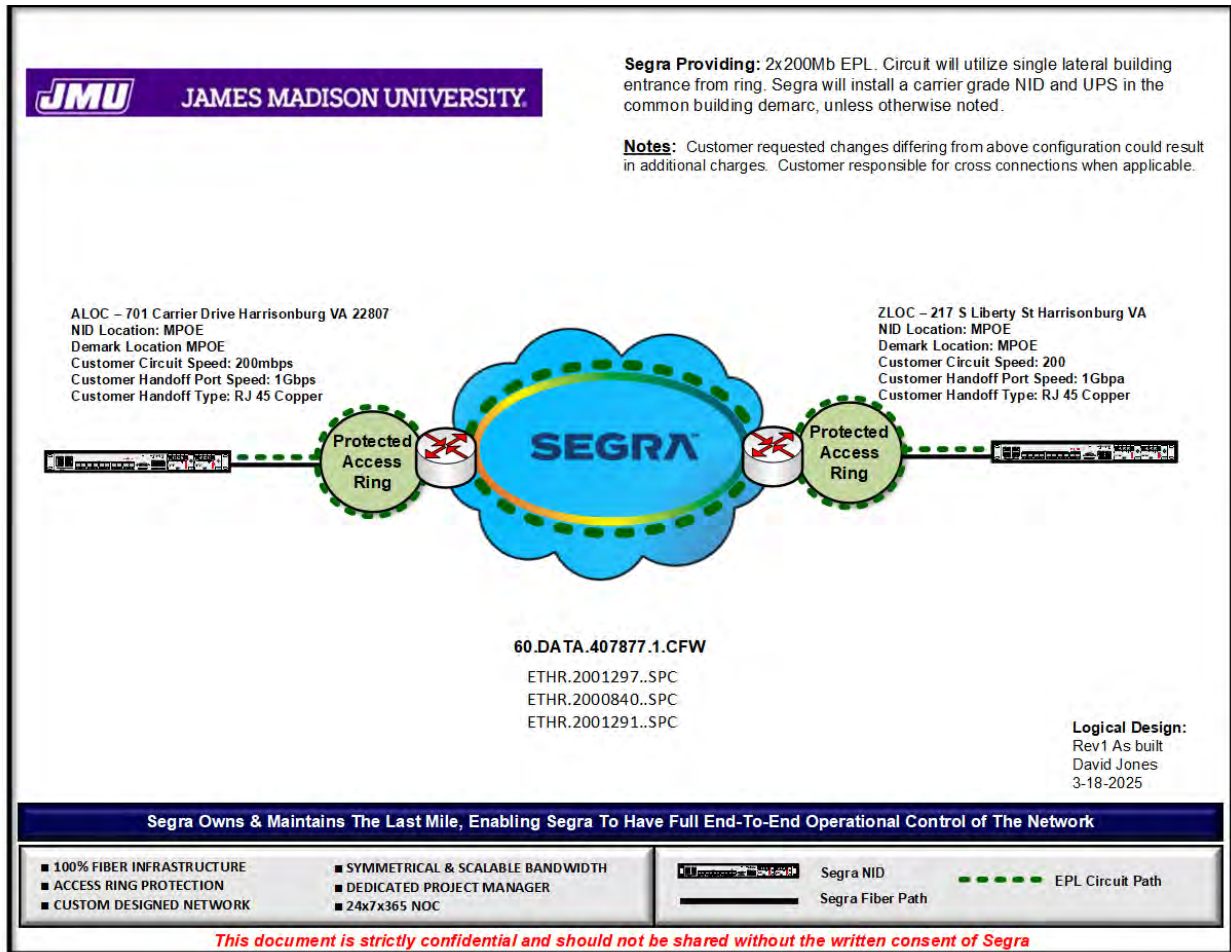 JMU JAMES MADISON UNIVERSITY.
Segra Providing: 2x200Mb EPL. Circuit will utilize single lateral building
entrance from ring. Segra will install a carrier grade NID and UPS in the
common building demarc, unless otherwise noted.
Notes: Customer requested changes differing from above configuration could result
in additional charges. Customer responsible for cross connections when applicable.
ALOC – 701 Carrier Drive Harrisonburg VA 22807
NID Location: MPOE
Demark Location MPOE
Customer Circuit Speed: 200mbps
Customer Handoff Port Speed: 1Gbps
Customer Handoff Type: RJ 45 Copper
ZLOC – 217 S Liberty St Harrisonburg VA
NID Location: MPOE
Demark Location: MPOE
Customer Circuit Speed: 200
Customer Handoff Port Speed: 1Gbpa
Customer Handoff Type: RJ 45 Copper
Protected
Access
Ring
SEGRA
Protected
Access
Ring
60.DATA.407877.1.CFW
ETHR.2001297..SPC
ETHR.2000840..SPC
ETHR.2001291..SPC
Logical Design:
Rev1 As built
David Jones
3-18-2025
Segra Owns & Maintains The Last Mile, Enabling Segra To Have Full End-To-End Operational Control of The Network
■ 100% FIBER INFRASTRUCTURE
■ ACCESS RING PROTECTION
■ CUSTOM DESIGNED NETWORK
■ SYMMETRICAL & SCALABLE BANDWIDTH
■ DEDICATED PROJECT MANAGER
■ 24x7x365 NOC
Segra NID
Segra Fiber Path
EPL Circuit Path
This document is strictly confidential and should not be shared without the written consent of Segra